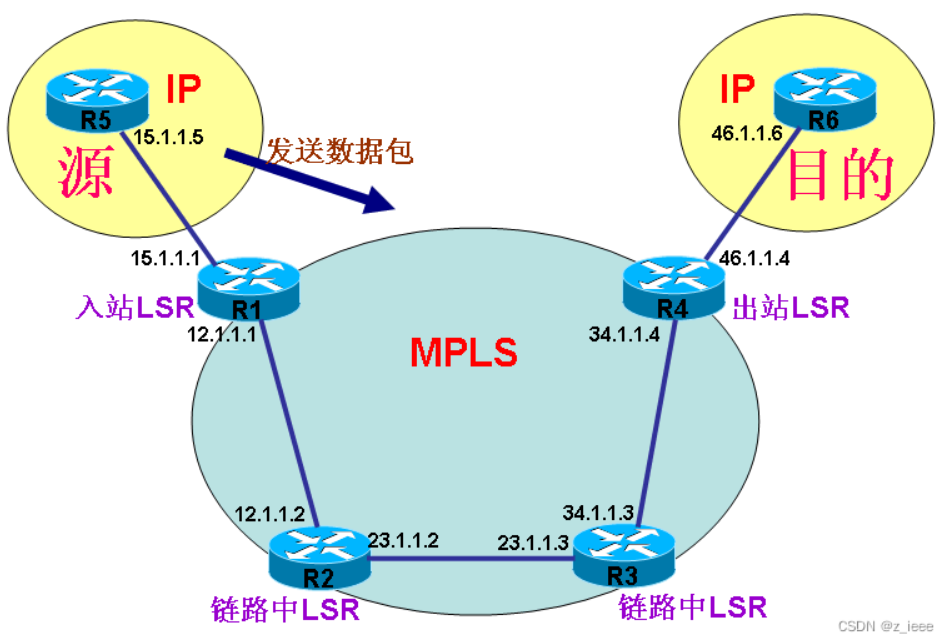 IP
R5
15.1.1.5
源
发送数据包
IP
R6
46.1.1.6
目的
15.1.1.1
入站LSR
R1
12.1.1.1
46.1.1.4
出站LSR
R4
34.1.1.4
MPLS
12.1.1.2
R2
23.1.1.2
链路中LSR
34.1.1.3
23.1.1.3
R3
链路中LSR
CSDN @z_ieee